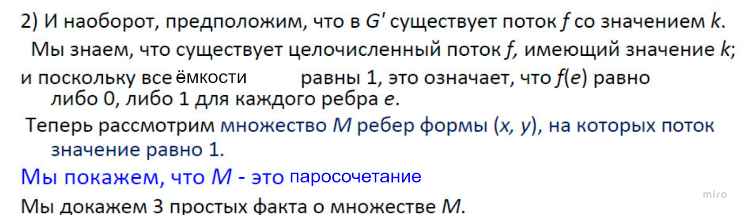 2) И наоборот, предположим, что в G' существует поток f со значением k.
Мы знаем, что существует целочисленный поток f, имеющий значение k;
и поскольку все ёмкости равны 1, это означает, что f(e) равно
либо 0, либо 1 для каждого ребра e.
Теперь рассмотрим множество M ребер формы (x, y), на которых поток
значение равно 1.
Мы покажем, что M - это паросочетание
Мы докажем 3 простых факта о множестве M.
miro